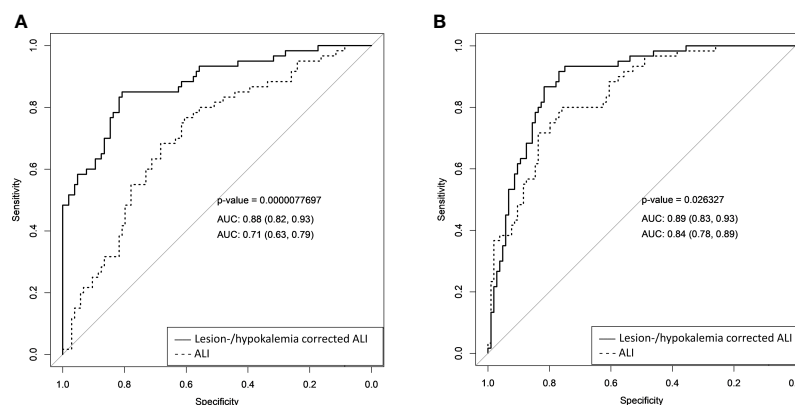 A
1.0
0.8
0.6
0.4
0.2
0.0
Sensitivity
p-value = 0.0000077697
AUC: 0.88 (0.82, 0.93)
AUC: 0.71 (0.63, 0.79)
Lesion-/hypokalemia corrected ALI
ALI
1.0 0.8 0.6 0.4 0.2 0.0
Specificity
B
1.0
0.8
0.6
0.4
0.2
0.0
Sensitivity
p-value = 0.026327
AUC: 0.89 (0.83, 0.93)
AUC: 0.84 (0.78, 0.89)
Lesion-/hypokalemia corrected ALI
ALI
1.0 0.8 0.6 0.4 0.2 0.0
Specificity